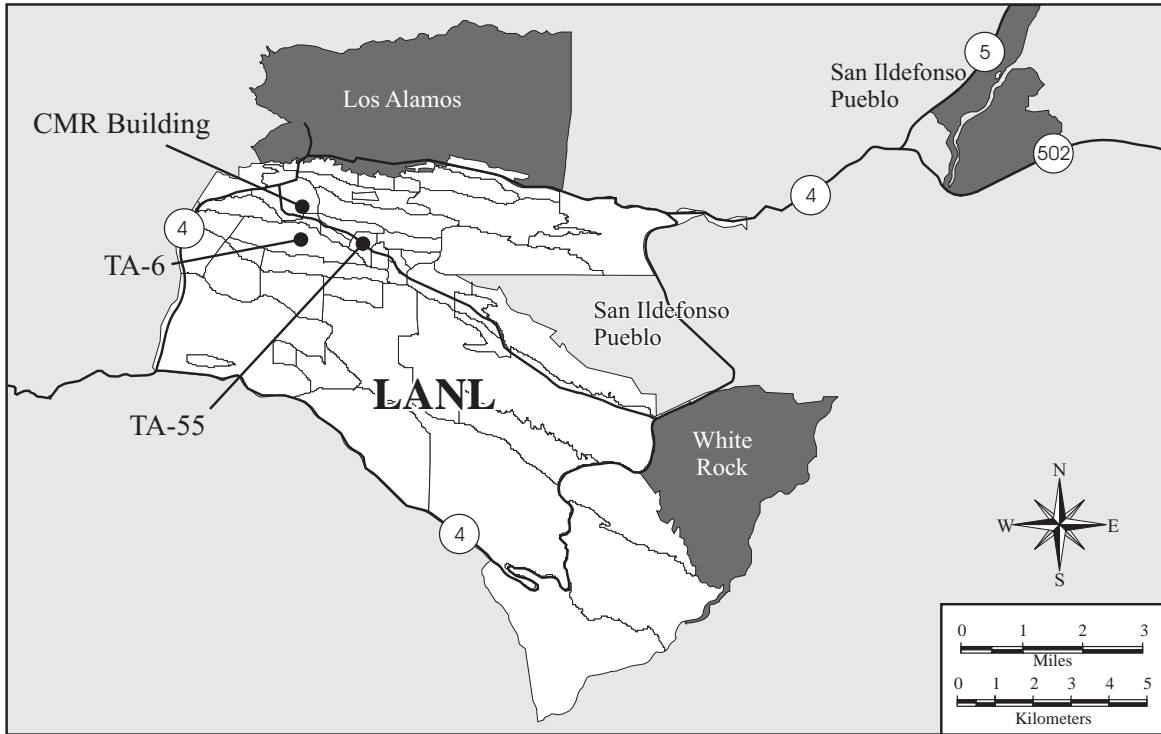 Los Alamos
CMR Building
San Ildefonso
Pueblo
5
502
4
4
TA-6
San Ildefonso
Pueblo
LANL
TA-55
White
Rock
4
N
W
E
S
0 1 2 3
Miles
0 1 2 3 4 5
Kilometers